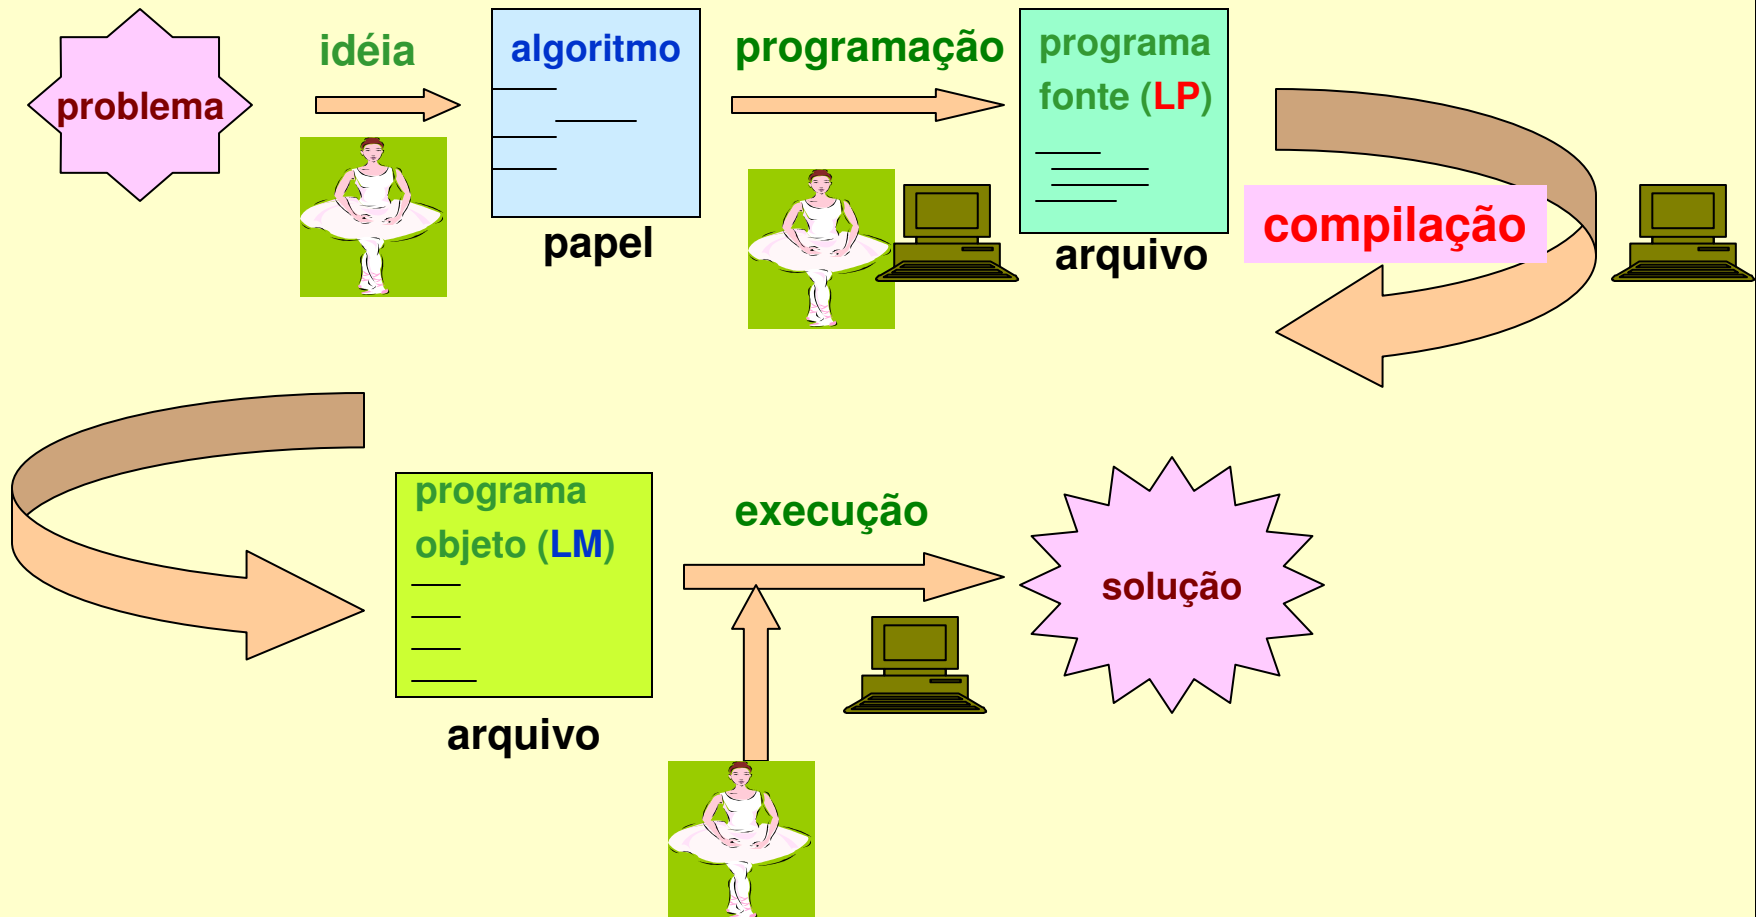 problema
idéia
algoritmo
papel
programação
programa
fonte (LP)
arquivo
compilação
programa
objeto (LM)
arquivo
execução
solução